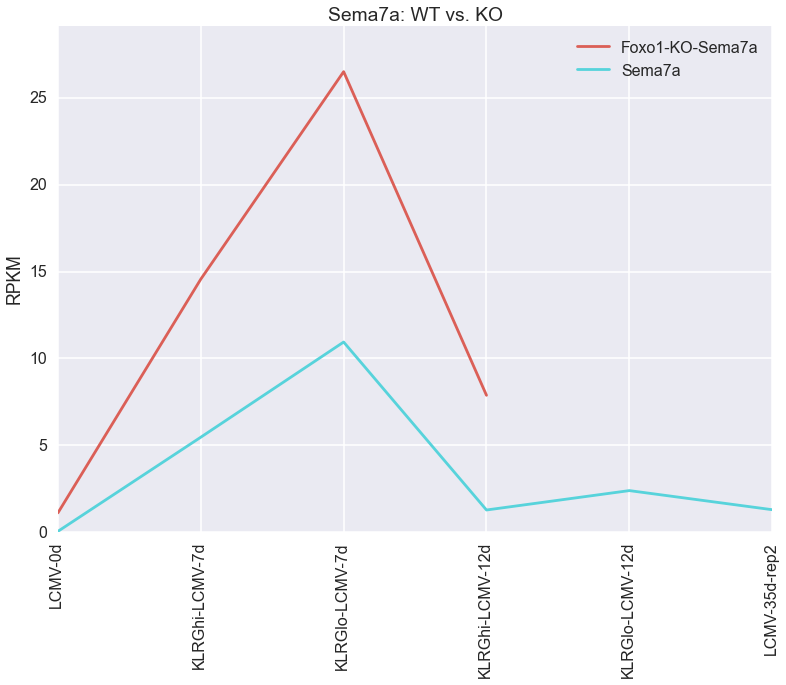 Sema7a: WT vs. KO
Foxo1-KO-Sema7a
Sema7a
RPKM
25
20
15
10
5
0
LCMV-0d
KLRGhi-LCMV-7d
KLRGlo-LCMV-7d
KLRGhi-LCMV-12d
KLRGlo-LCMV-12d
LCMV-35d-rep2